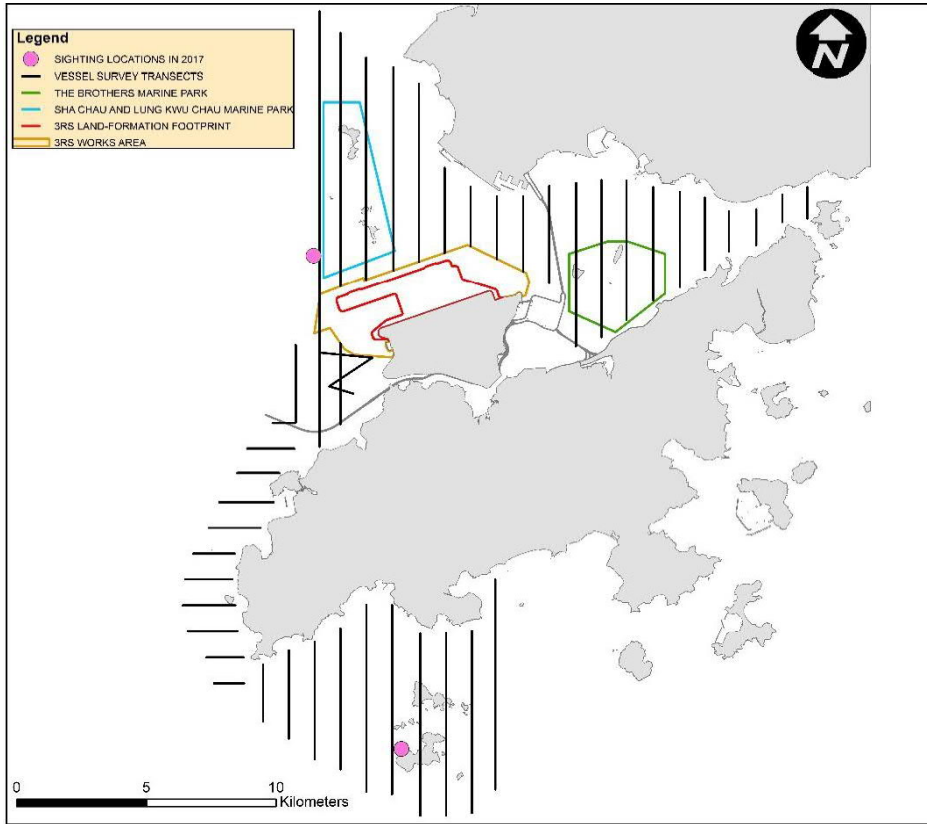 Legend
SIGHTING LOCATIONS IN 2017
VESSEL SURVEY TRANSECTS
THE BROTHERS MARINE PARK
SHA CHAU AND LUNG KWU CHAU MARINE PARK
3RS LAND-FORMATION FOOTPRINT
3RS WORKS AREA
N
0 5 10
Kilometers